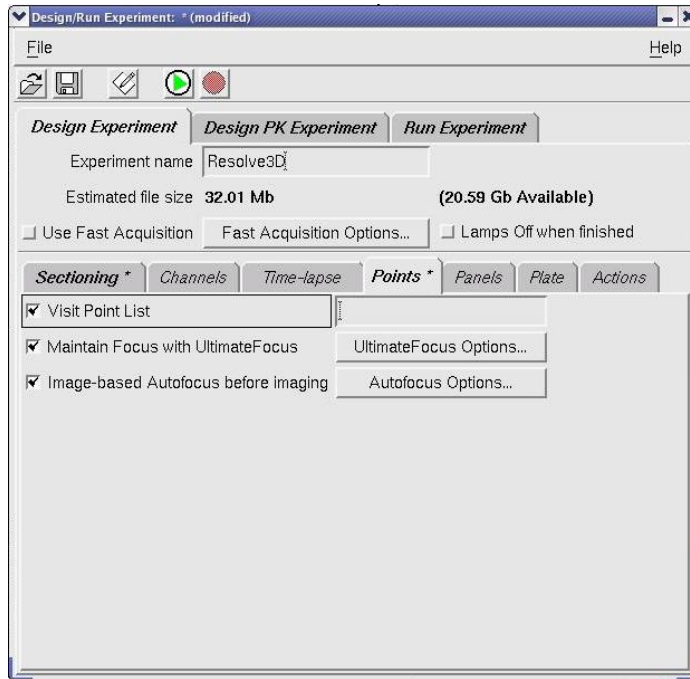 Design/Run Experiment: * (modified)
File Help
Design Experiment Design PK Experiment Run Experiment
Experiment name Resolve3D
Estimated file size 32.01 Mb (20.59 Gb Available)
Use Fast Acquisition Fast Acquisition Options... Lamps Off when finished
Sectioning * Channels Time-lapse Points * Panels Plate Actions
Visit Point List
Maintain Focus with UltimateFocus UltimateFocus Options...
Image-based Autofocus before imaging Autofocus Options...